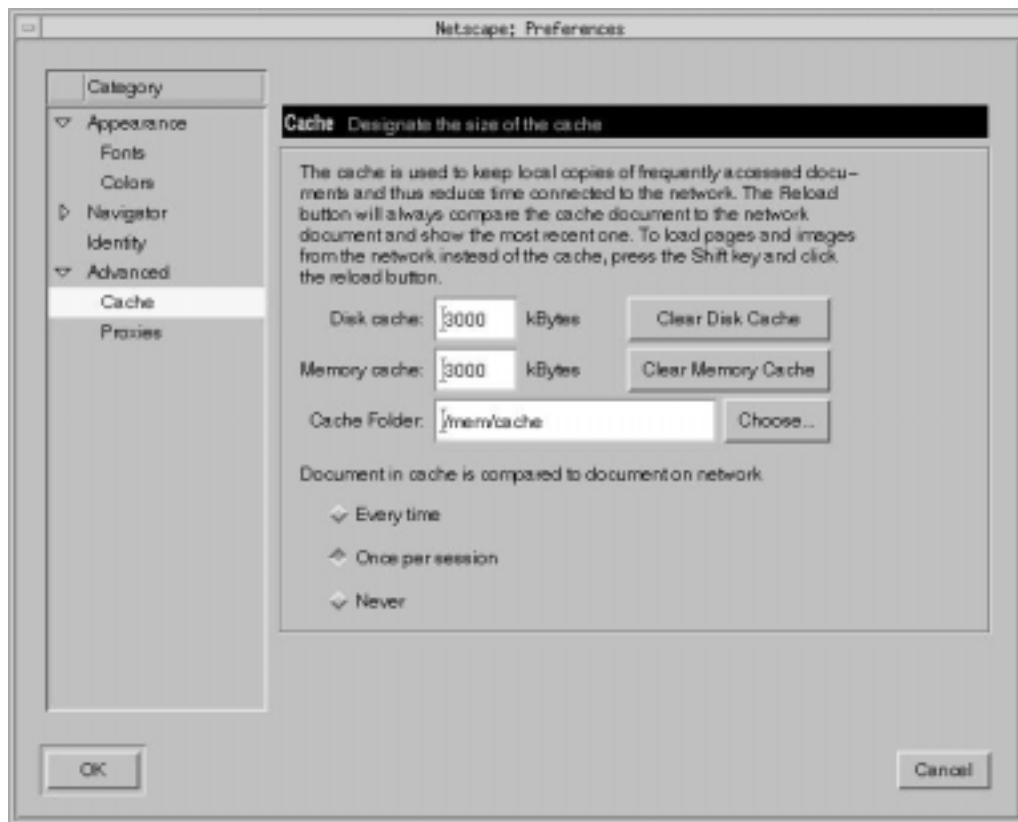 Netscape: Preferences
Category
Appearance
Fonts
Colors
Navigator
Identity
Advanced
Cache
Proxies
Cache Designate the size of the cache
The cache is used to keep local copies of frequently accessed docu–
ments and thus reduce time connected to the network. The Reload
button will always compare the cache document to the network
document and show the most recent one. To load pages and images
from the network instead of the cache, press the Shift key and click
the reload button.
Disk cache: 3000 kBytes Clear Disk Cache
Memory cache: 3000 kBytes Clear Memory Cache
Cache Folder: /mem/cache Choose...
Document in cache is compared to document on network
Every time
Once per session
Never
OK Cancel